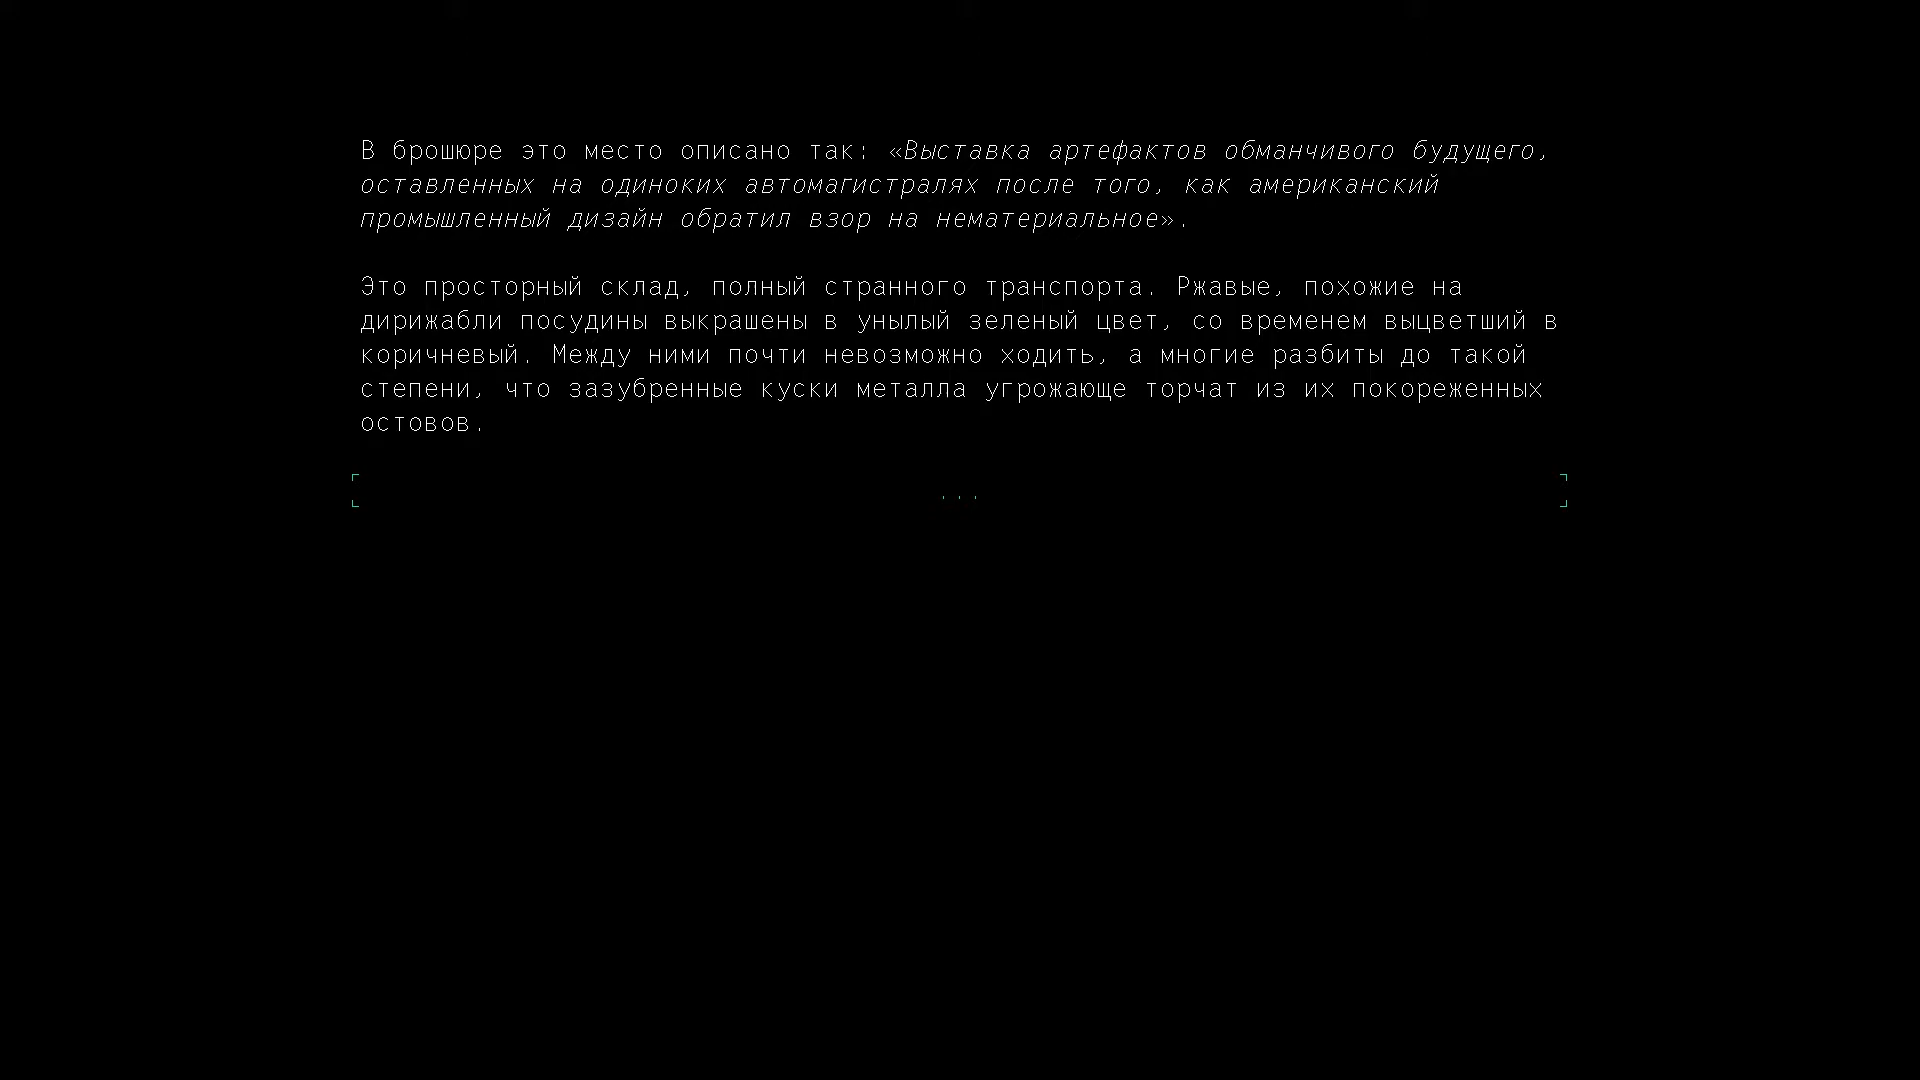 В брошюре это место описано так: «Выставка артефактов обманчивого будущего,
оставленных на одиноких автомагистралях после того, как американский
промышленный дизайн обратил взор на нематериальное».
Это просторный склад, полный странного транспорта. Ржавые, похожие на
дирижабли посудины выкрашены в унылый зеленый цвет, со временем выцветший в
коричневый. Между ними почти невозможно ходить, а многие разбиты до такой
степени, что зазубренные куски металла угрожающе торчат из их покореженных
остовов.
...